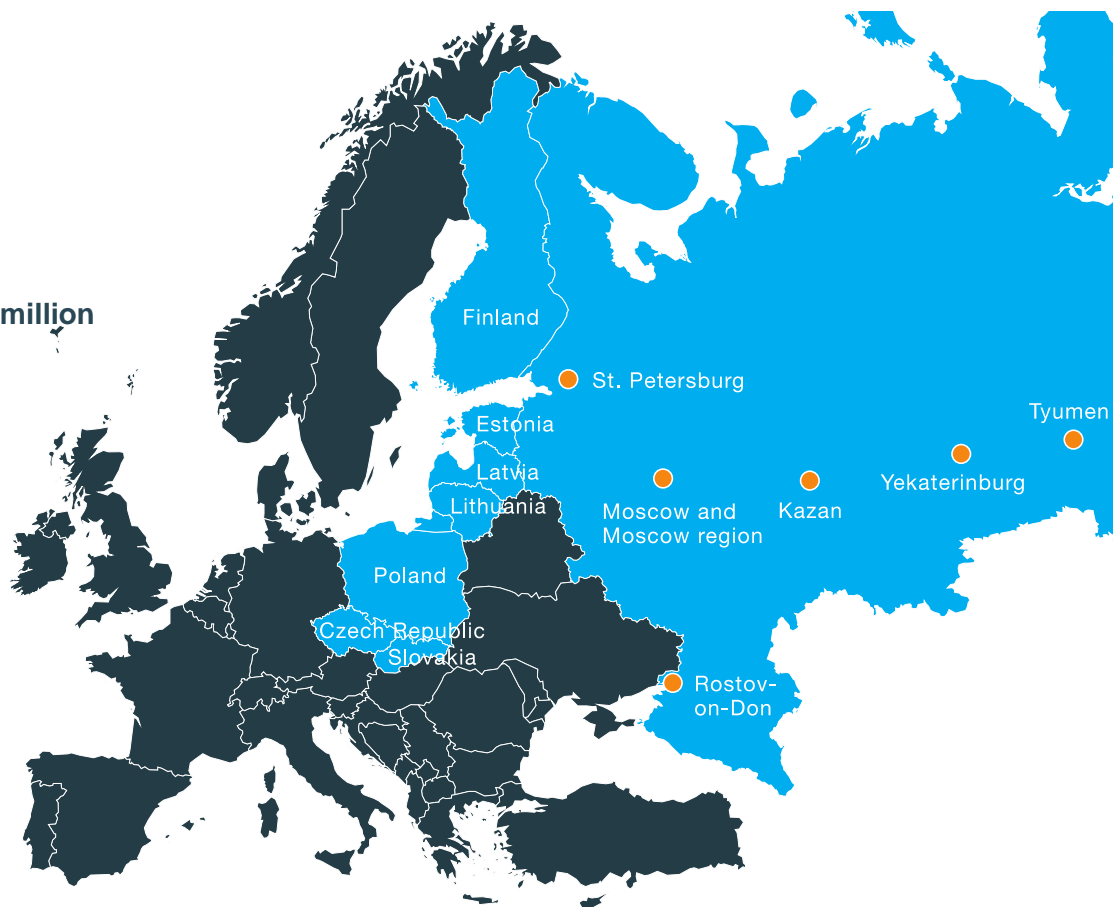 million
Finland
St. Petersburg
Tyumen
Estonia
Latvia
Yekaterinburg
Lithuania
Moscow and
Moscow region
Kazan
Poland
Czech Republic
Slovakia
Rostov-
on-Don